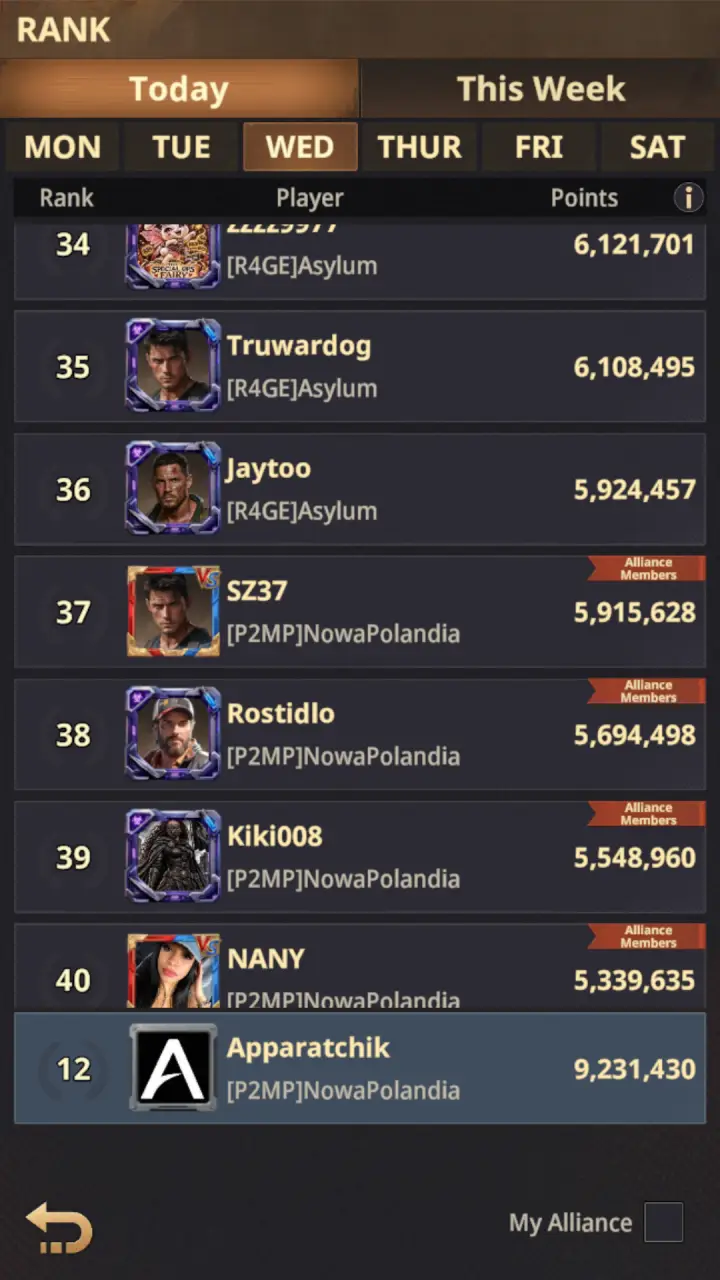 RANK
Today
This Week
MON
TUE
WED
THUR
FRI
SAT
Rank
Player
Points
34
[R4GE]Asylum
6,121,701
35
Truwardog
[R4GE]Asylum
6,108,495
36
Jaytoo
[R4GE]Asylum
5,924,457
Alliance
Members
37
SZ37
[P2MP]NowaPolandia
5,915,628
Alliance
Members
38
Rostidlo
[P2MP]NowaPolandia
5,694,498
Alliance
Members
39
Kiki008
[P2MP]NowaPolandia
5,548,960
Alliance
Members
40
NANY
[P2MP]NowaPolandia
5,339,635
12
Apparatchik
[P2MP]NowaPolandia
9,231,430
My Alliance